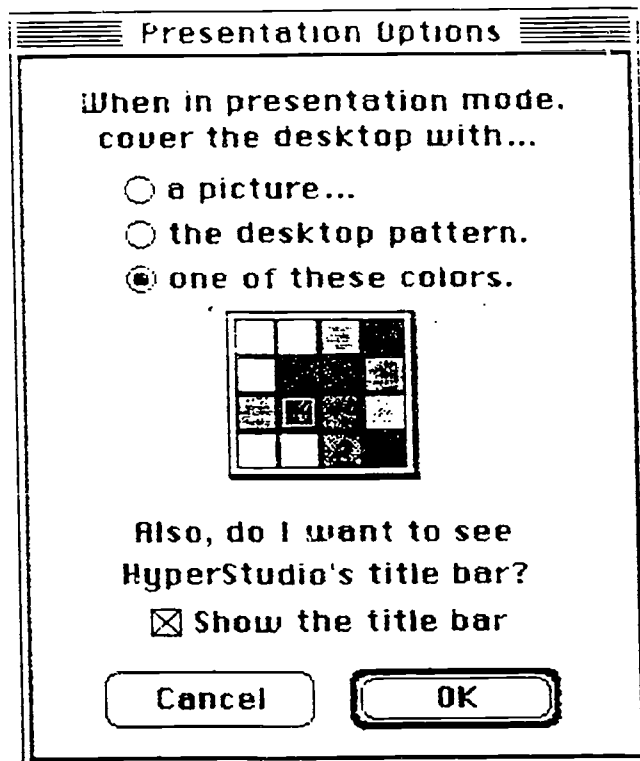 Presentation Options
When in presentation mode,
cover the desktop with...
a picture...
the desktop pattern.
one of these colors.
Also, do I want to see
HyperStudio's title bar?
Show the title bar
Cancel
OK